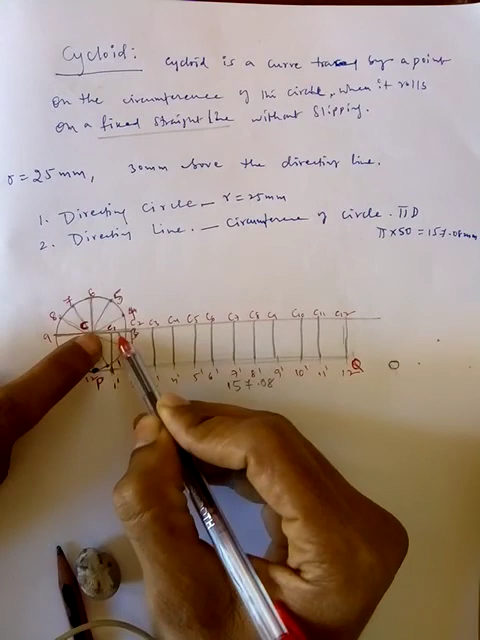 Cycloid: Cycloid is a curve traced by a point
on the circumference of the circle, when it rolls
on a fixed straight line without slipping.
r = 25mm, 30mm above the directing line.
1. Directing Circle — r = 25mm
2. Directing Line. — Circumference of circle. ΠD
Π x 50 = 157.08mm
6
7 5
8 4
9 C C1 C2 C3 C4 C5 C6 C7 C8 C9 C10 C11 C12
12 P 1' 4' 5' 6' 7' 8' 9' 10' 11' 12 Q
157.08